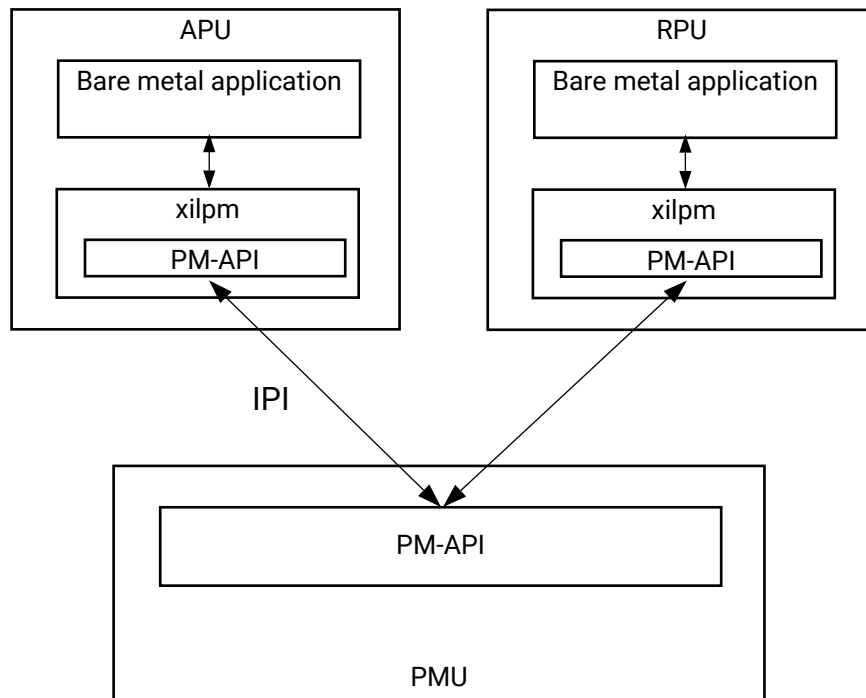 APU
Bare metal application
xilpm
PM-API
RPU
Bare metal application
xilpm
PM-API
IPI
PM-API
PMU